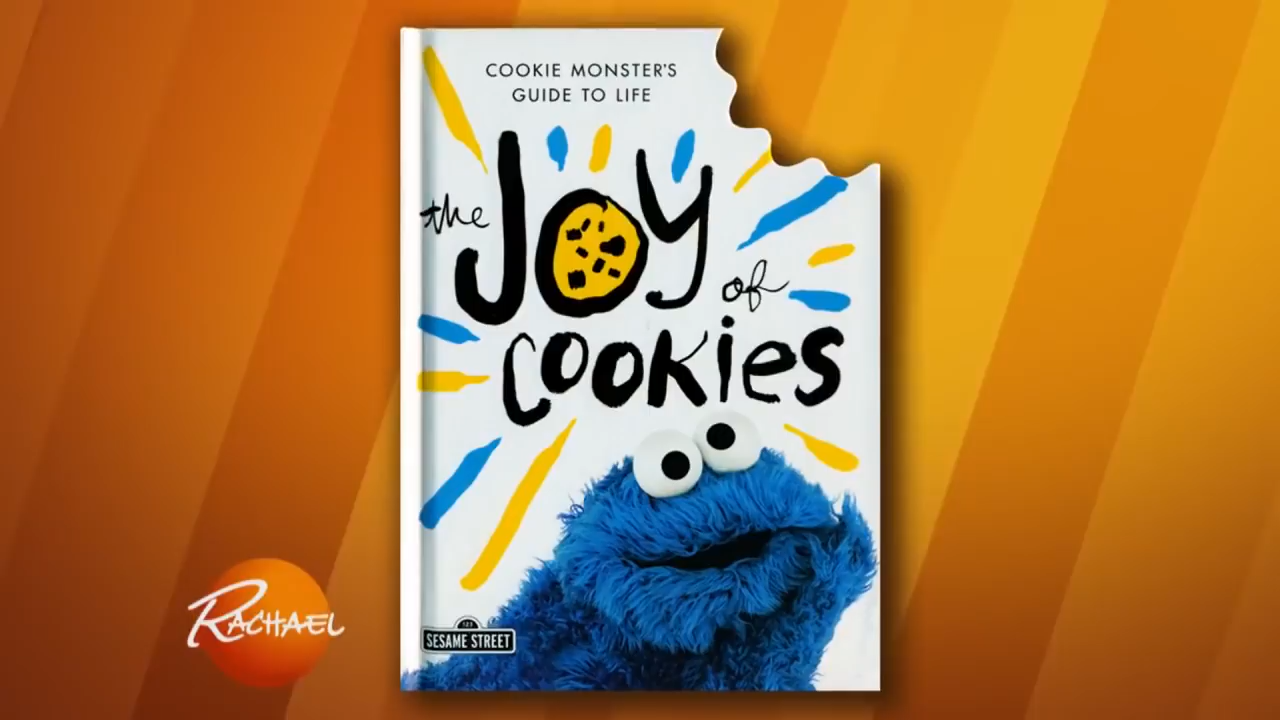 COOKIE MONSTER'S
GUIDE TO LIFE
the JOY of
cookies
123
SESAME STREET
RACHAEL